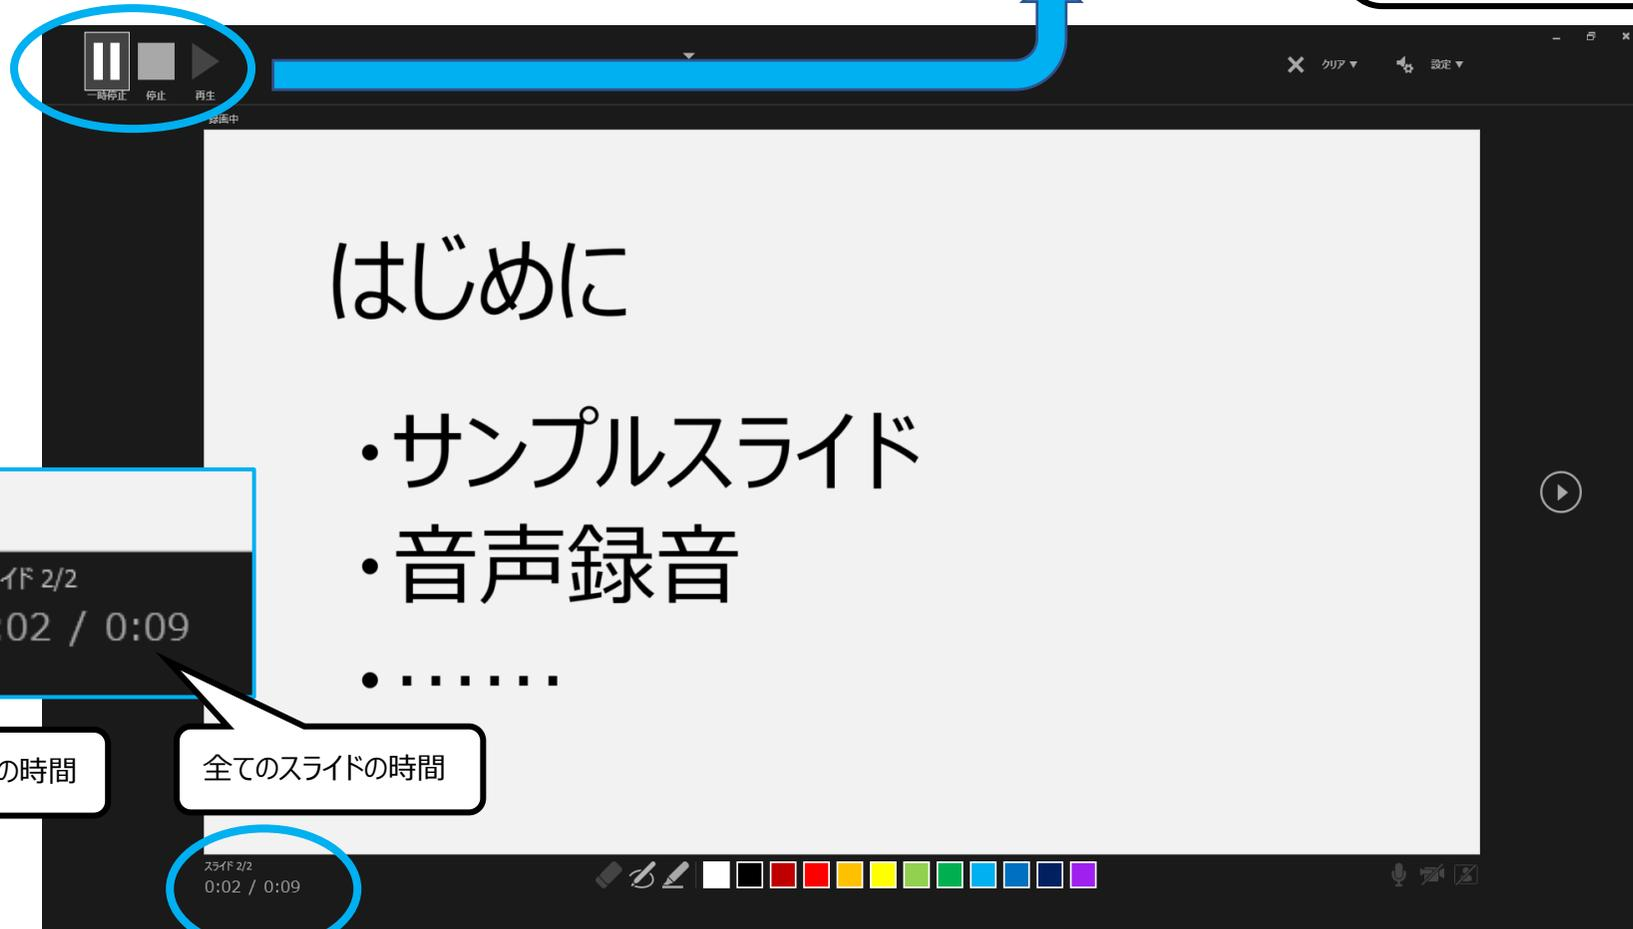 一時停止 停止 再生
クリア ▼ 設定 ▼
録画中
はじめに
・サンプルスライド
・音声録音
・……
イド 2/2
:02 / 0:09
の時間
全てのスライドの時間
スライド 2/2
0:02 / 0:09